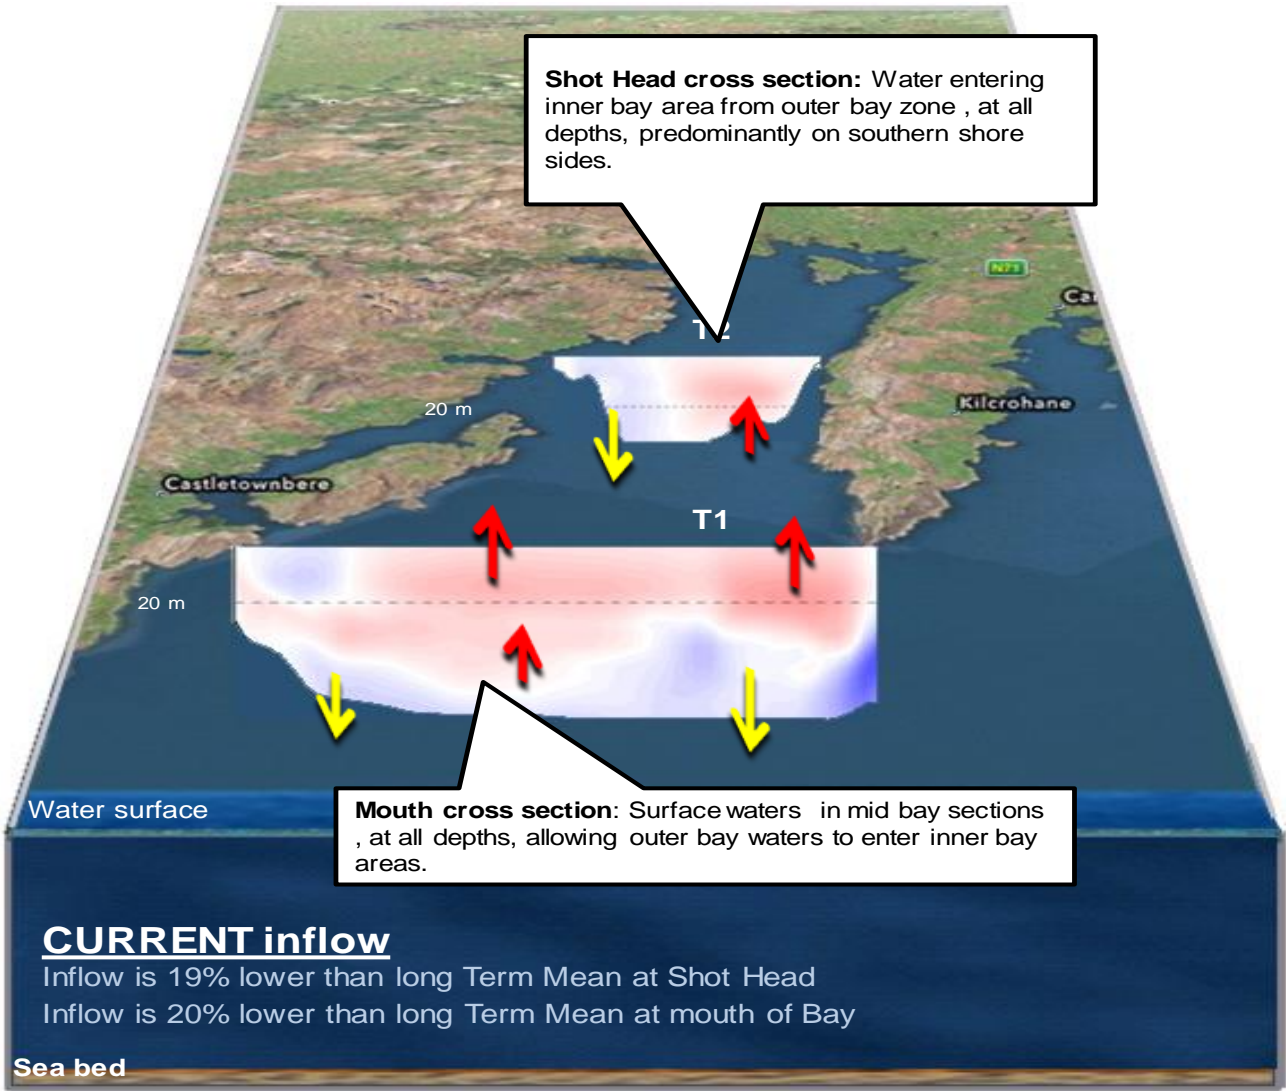 Shot Head cross section: Water entering
inner bay area from outer bay zone , at all
depths, predominantly on southern shore
sides.
N71
Kilcrohane
20 m
Castletownbere
T1
20 m
Water surface
Mouth cross section: Surface waters in mid bay sections
, at all depths, allowing outer bay waters to enter inner bay
areas.
CURRENT inflow
Inflow is 19% lower than long Term Mean at Shot Head
Inflow is 20% lower than long Term Mean at mouth of Bay
Sea bed